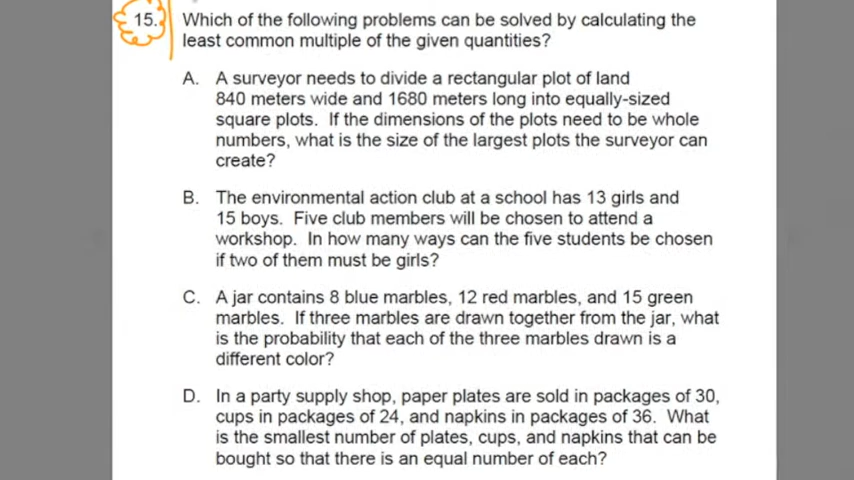 15. Which of the following problems can be solved by calculating the
least common multiple of the given quantities?
A. A surveyor needs to divide a rectangular plot of land
840 meters wide and 1680 meters long into equally-sized
square plots. If the dimensions of the plots need to be whole
numbers, what is the size of the largest plots the surveyor can
create?
B. The environmental action club at a school has 13 girls and
15 boys. Five club members will be chosen to attend a
workshop. In how many ways can the five students be chosen
if two of them must be girls?
C. A jar contains 8 blue marbles, 12 red marbles, and 15 green
marbles. If three marbles are drawn together from the jar, what
is the probability that each of the three marbles drawn is a
different color?
D. In a party supply shop, paper plates are sold in packages of 30,
cups in packages of 24, and napkins in packages of 36. What
is the smallest number of plates, cups, and napkins that can be
bought so that there is an equal number of each?